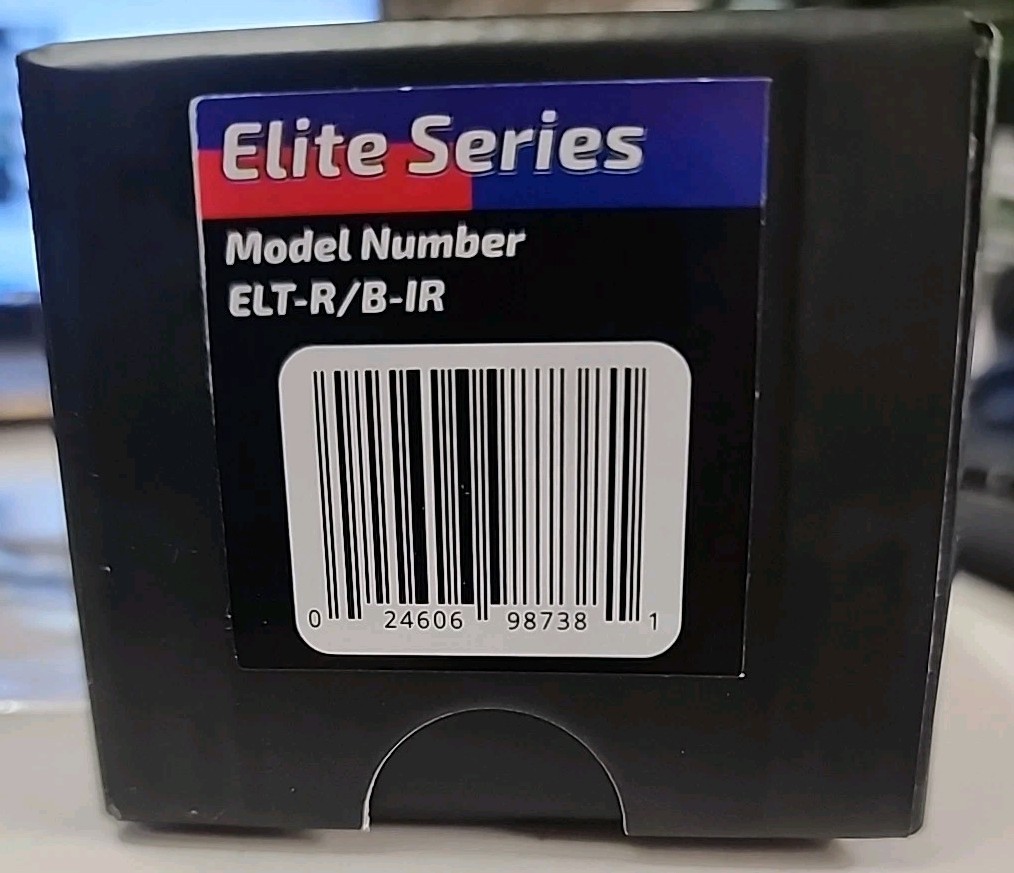 Elite Series
Model Number
ELT-R/B-IR
0 24606 98738 1